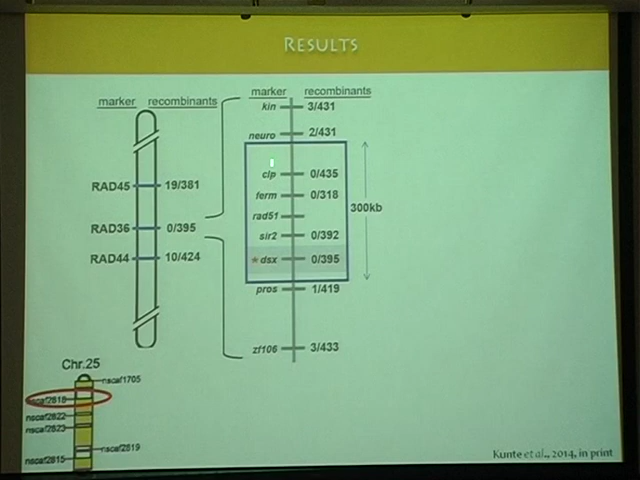 RESULTS
marker recombinants
RAD45 19/381
RAD36 0/395
RAD44 10/424
marker recombinants
kin 3/431
neuro 2/431
clp 0/435
ferm 0/318
rad51
sir2 0/392
*dsx 0/395
pros 1/419
zf106 3/433
300kb
Chr.25
nscaf1705
nscaf2818
nscaf2822
nscaf2823
nscaf2819
nscaf2815
Kunte et al., 2014, in print